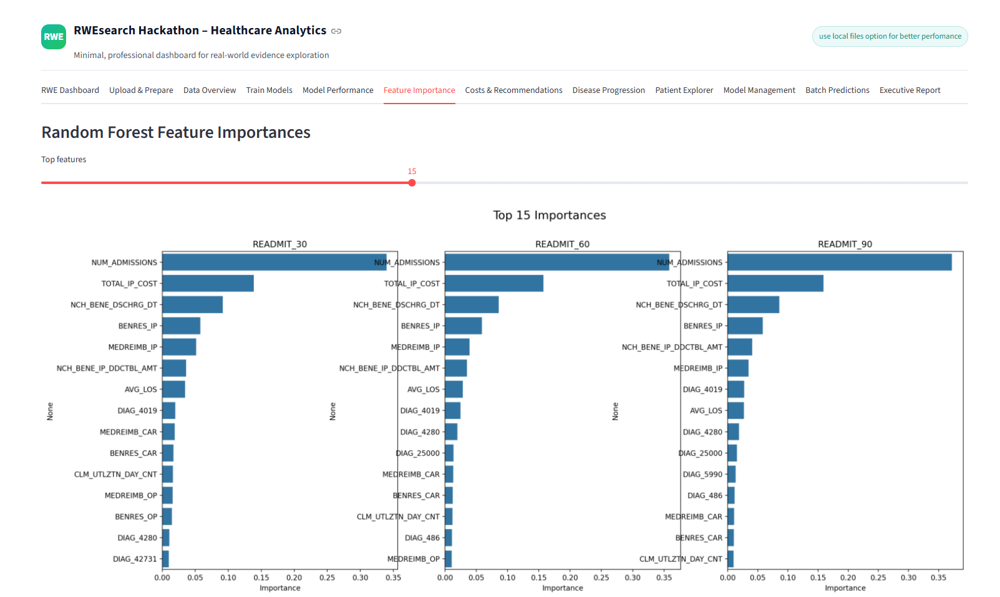 RWE
RWEsearch Hackathon – Healthcare Analytics
Minimal, professional dashboard for real-world evidence exploration
use local files option for better perfomance
RWE Dashboard Upload & Prepare Data Overview Train Models Model Performance Feature Importance Costs & Recommendations Disease Progression Patient Explorer Model Management Batch Predictions Executive Report
Random Forest Feature Importances
Top features
15
Top 15 Importances
READMIT_30
NUM_ADMISSIONS
TOTAL_IP_COST
NCH_BENE_DSCHRG_DT
BENRES_IP
MEDREIMB_IP
NCH_BENE_IP_DDCTBL_AMT
AVG_LOS
DIAG_4019
MEDREIMB_CAR
BENRES_CAR
CLM_UTLZTN_DAY_CNT
MEDREIMB_OP
BENRES_OP
DIAG_4280
DIAG_42731
None
0.00 0.05 0.10 0.15 0.20 0.25 0.30 0.35
Importance
READMIT_60
NUM_ADMISSIONS
TOTAL_IP_COST
NCH_BENE_DSCHRG_DT
BENRES_IP
MEDREIMB_IP
NCH_BENE_IP_DDCTBL_AMT
AVG_LOS
DIAG_4019
DIAG_4280
DIAG_25000
MEDREIMB_CAR
BENRES_CAR
CLM_UTLZTN_DAY_CNT
DIAG_486
MEDREIMB_OP
None
0.00 0.05 0.10 0.15 0.20 0.25 0.30 0.35
Importance
READMIT_90
NUM_ADMISSIONS
TOTAL_IP_COST
NCH_BENE_DSCHRG_DT
BENRES_IP
NCH_BENE_IP_DDCTBL_AMT
MEDREIMB_IP
DIAG_4019
AVG_LOS
DIAG_4280
DIAG_25000
DIAG_5990
DIAG_486
MEDREIMB_CAR
BENRES_CAR
CLM_UTLZTN_DAY_CNT
None
0.00 0.05 0.10 0.15 0.20 0.25 0.30 0.35
Importance